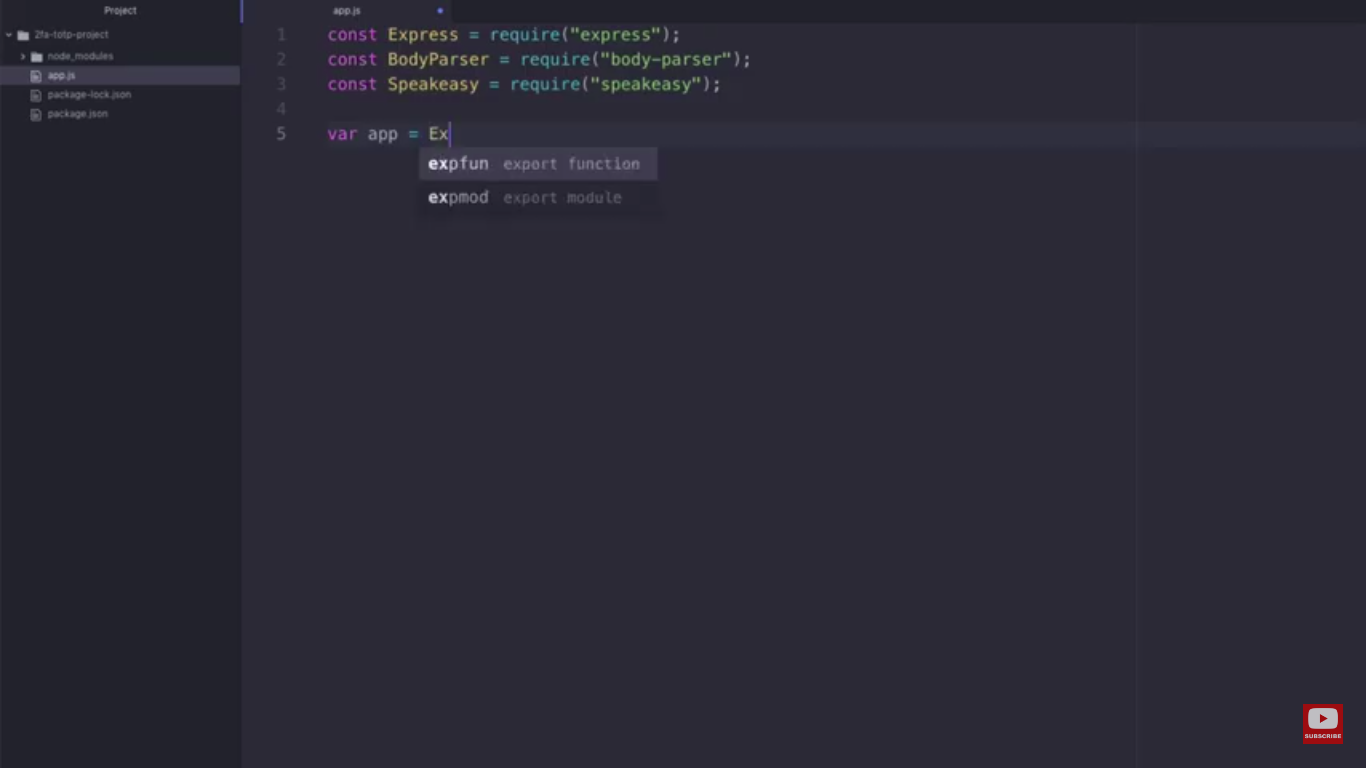 Project
2fa-totp-project
node_modules
app.js
package-lock.json
package.json
app.js
1 const Express = require("express");
2 const BodyParser = require("body-parser");
3 const Speakeasy = require("speakeasy");
4
5 var app = Ex
expfun export function
expmod export module
SUBSCRIBE